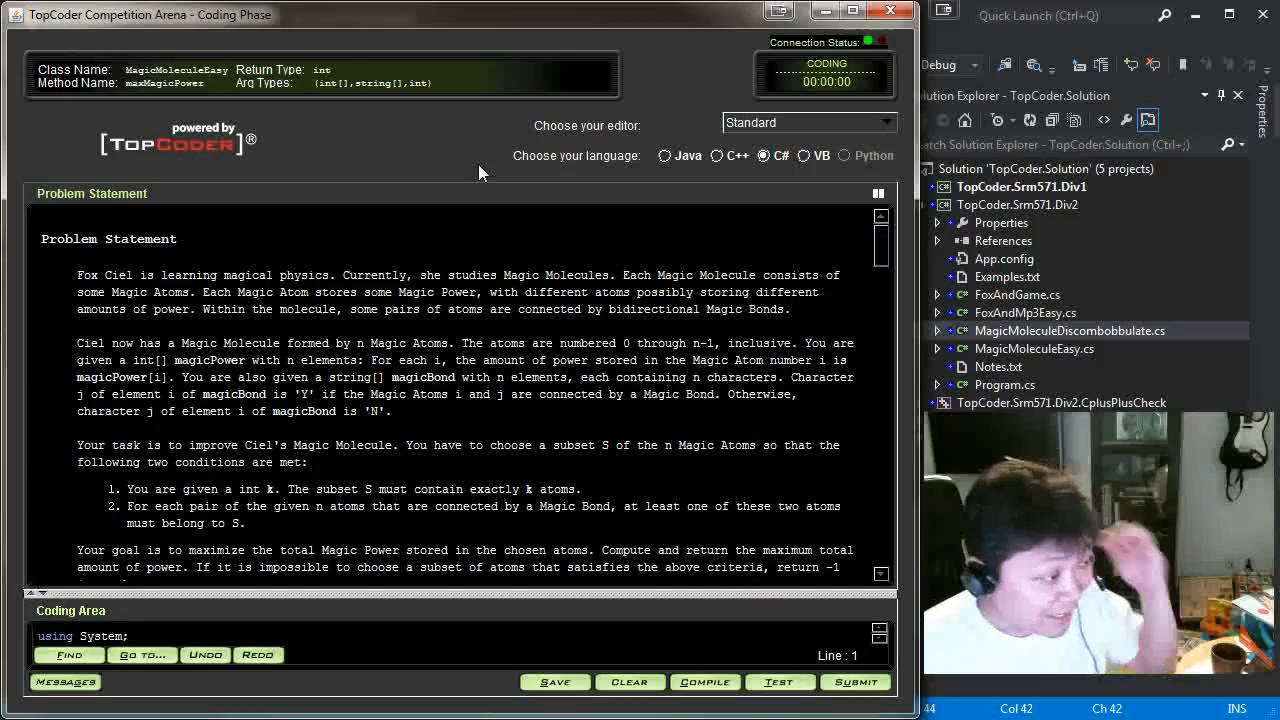 TopCoder Competition Arena - Coding Phase
Quick Launch (Ctrl+Q)
Connection Status:
Class Name: MagicMoleculeEasy Return Type: int
Method Name: maxMagicPower Arg Types: (int[],string[],int)
CODING
00:00:00
Debug
powered by
[TOPCODER]®
Choose your editor: Standard
Choose your language: Java C++ C# VB Python
Problem Statement
Problem Statement
Fox Ciel is learning magical physics. Currently, she studies Magic Molecules. Each Magic Molecule consists of
some Magic Atoms. Each Magic Atom stores some Magic Power, with different atoms possibly storing different
amounts of power. Within the molecule, some pairs of atoms are connected by bidirectional Magic Bonds.
Ciel now has a Magic Molecule formed by n Magic Atoms. The atoms are numbered 0 through n-1, inclusive. You are
given a int[] magicPower with n elements: For each i, the amount of power stored in the Magic Atom number i is
magicPower[i]. You are also given a string[] magicBond with n elements, each containing n characters. Character
j of element i of magicBond is 'Y' if the Magic Atoms i and j are connected by a Magic Bond. Otherwise,
character j of element i of magicBond is 'N'.
Your task is to improve Ciel's Magic Molecule. You have to choose a subset S of the n Magic Atoms so that the
following two conditions are met:
1. You are given a int k. The subset S must contain exactly k atoms.
2. For each pair of the given n atoms that are connected by a Magic Bond, at least one of these two atoms
must belong to S.
Your goal is to maximize the total Magic Power stored in the chosen atoms. Compute and return the maximum total
amount of power. If it is impossible to choose a subset of atoms that satisfies the above criteria, return -1
Coding Area
using System;
FIND GO TO... UNDO REDO
Line : 1
MESSAGES SAVE CLEAR COMPILE TEST SUBMIT
lution Explorer - TopCoder.Solution
Properties
arch Solution Explorer - TopCoder.Solution (Ctrl+;)
Solution 'TopCoder.Solution' (5 projects)
TopCoder.Srm571.Div1
TopCoder.Srm571.Div2
Properties
References
App.config
Examples.txt
FoxAndGame.cs
FoxAndMp3Easy.cs
MagicMoleculeDiscombobbulate.cs
MagicMoleculeEasy.cs
Notes.txt
Program.cs
TopCoder.Srm571.Div2.CplusPlusCheck
44 Col 42 Ch 42 INS